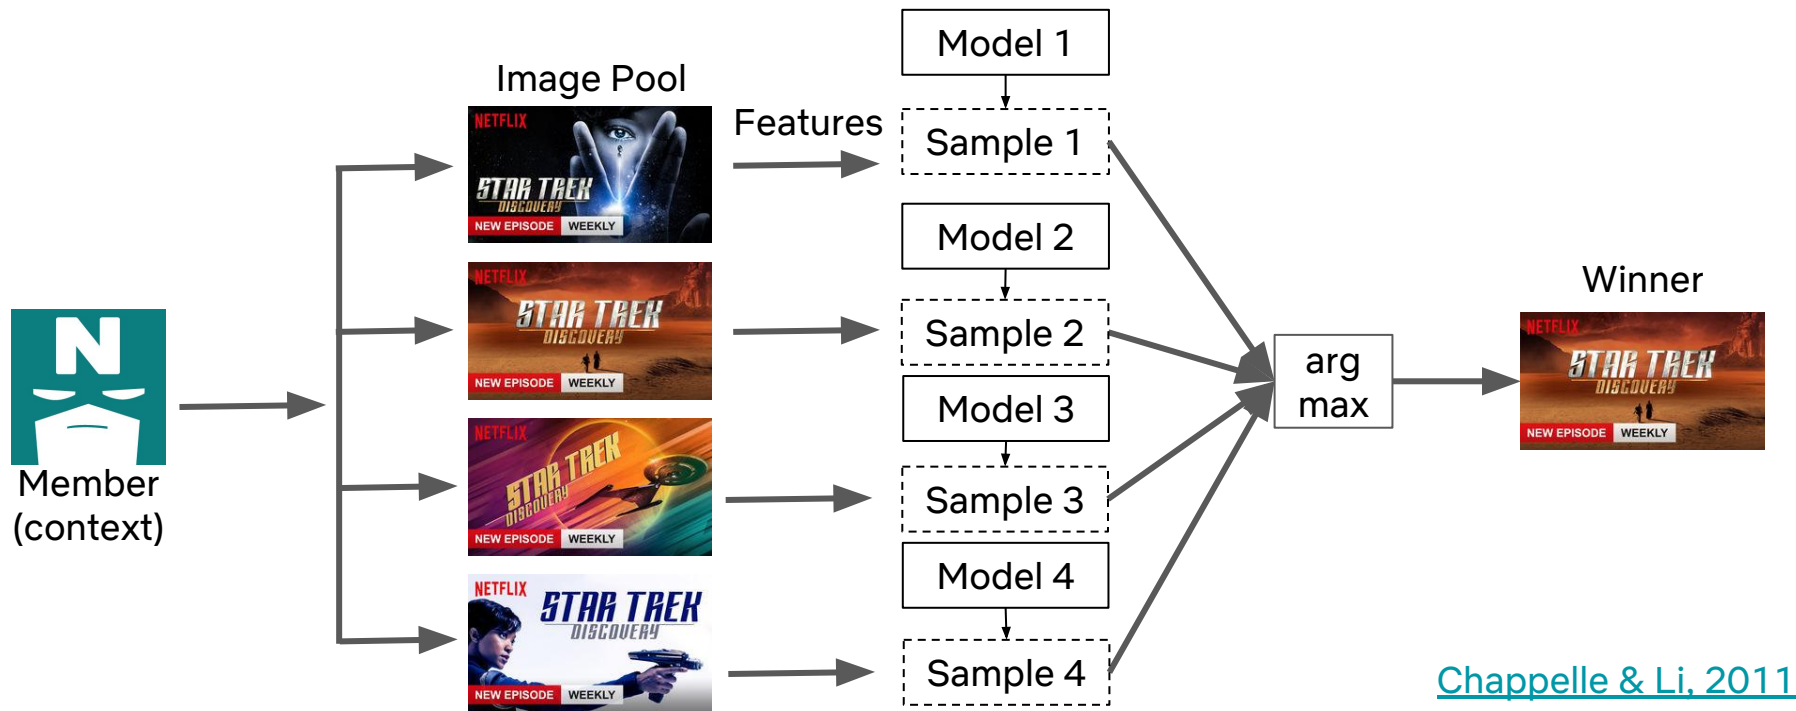 Image Pool
Features
Model 1
Sample 1
Model 2
Sample 2
Model 3
Sample 3
Model 4
Sample 4
NETFLIX
STAR TREK
DISCOVERY
NEW EPISODE WEEKLY
NETFLIX
STAR TREK
DISCOVERY
NEW EPISODE WEEKLY
NETFLIX
STAR TREK
DISCOVERY
NEW EPISODE WEEKLY
NETFLIX
STAR TREK
DISCOVERY
NEW EPISODE WEEKLY
N
Member
(context)
arg
max
Winner
NETFLIX
STAR TREK
DISCOVERY
NEW EPISODE WEEKLY
Chappelle & Li, 2011